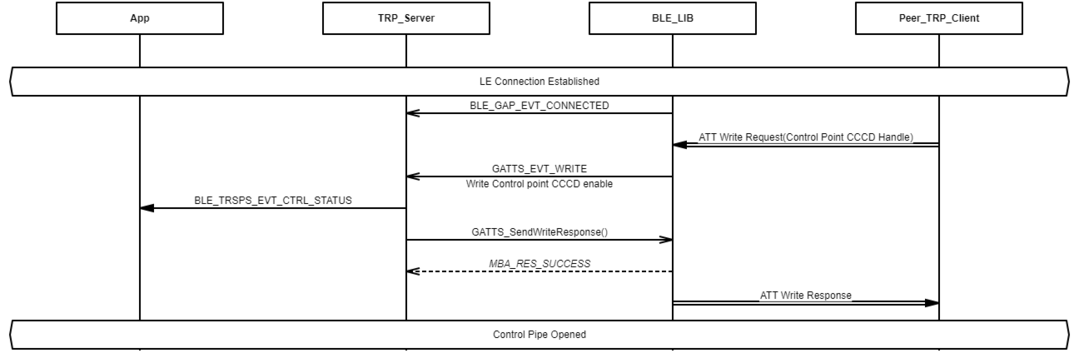 App TRP_Server BLE_LIB Peer_TRP_Client
LE Connection Established
BLE_GAP_EVT_CONNECTED
ATT Write Request(Control Point CCCD Handle)
GATTS_EVT_WRITE
Write Control point CCCD enable
BLE_TRSPS_EVT_CTRL_STATUS
GATTS_SendWriteResponse()
MBA_RES_SUCCESS
ATT Write Response
Control Pipe Opened